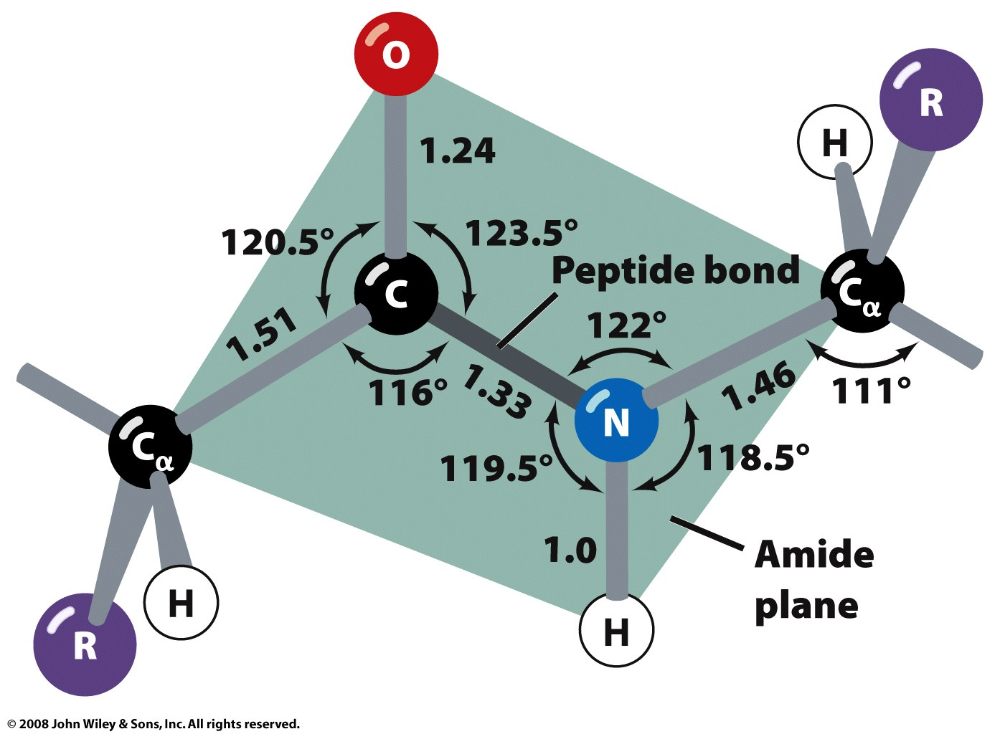 O
R
H
1.24
120.5°
123.5°
Peptide bond
C
Cα
122°
1.51
116°
1.33
1.46
111°
N
Cα
119.5°
118.5°
1.0
Amide
plane
H
H
R
© 2008 John Wiley & Sons, Inc. All rights reserved.